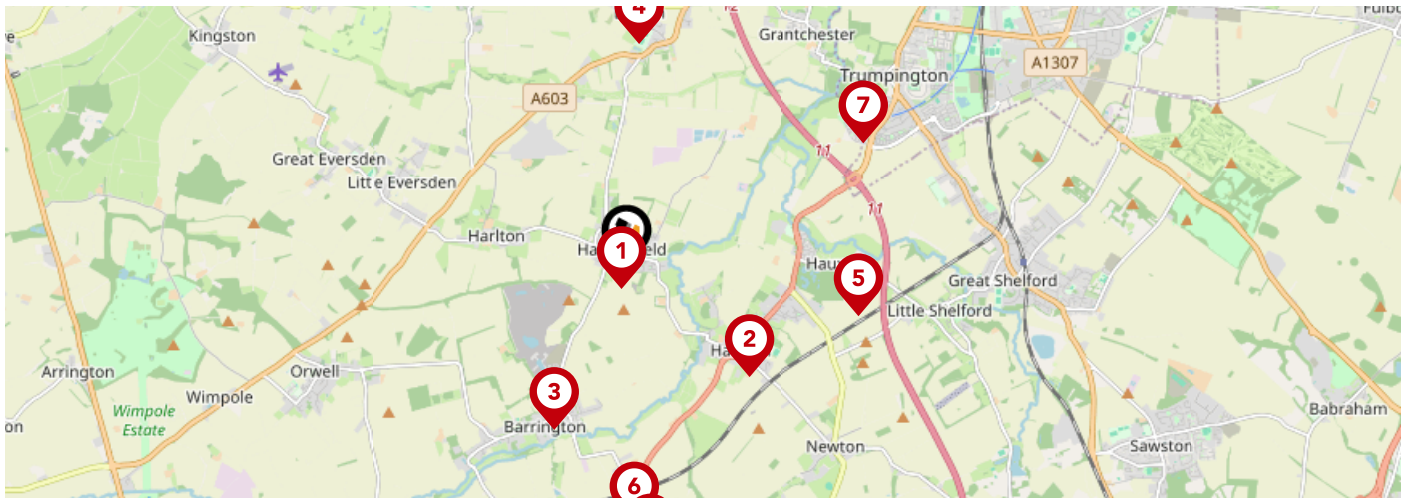 4
12
Kingston
Grantchester
A1307
Trumpington
A603
7
11
Great Eversden
Little Eversden
11
Harlton
1
5
Great Shelford
Little Shelford
2
Arrington
Orwell
3
Wimpole
Wimpole
Estate
Babraham
Barrington
Newton
Sawston
6